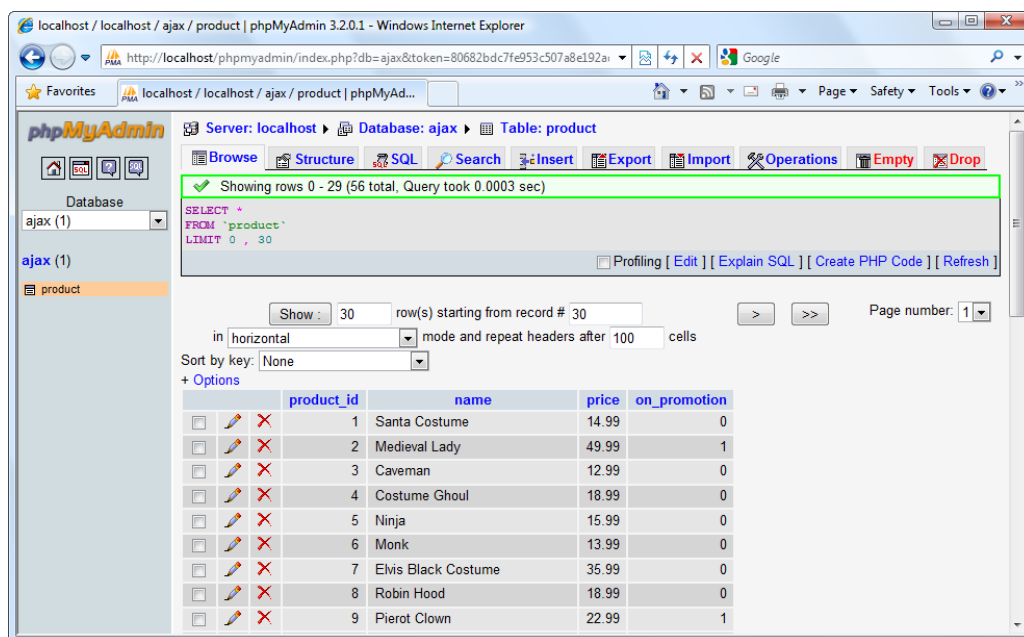 localhost / localhost / ajax / product | phpMyAdmin 3.2.0.1 - Windows Internet Explorer
PMA http://localhost/phpmyadmin/index.php?db=ajax&token=80682bdc7fe953c507a8e192a Google
Favorites PMA localhost / localhost / ajax / product | phpMyAd... Page Safety Tools
phpMyAdmin Server: localhost Database: ajax Table: product
Browse Structure SQL Search Insert Export Import Operations Empty Drop
SQL
Showing rows 0 - 29 (56 total, Query took 0.0003 sec)
Database
ajax (1)
SELECT *
FROM `product`
LIMIT 0 , 30
ajax (1)
Profiling [ Edit ] [ Explain SQL ] [ Create PHP Code ] [ Refresh ]
product
Show : 30 row(s) starting from record # 30 > >> Page number: 1
in horizontal mode and repeat headers after 100 cells
Sort by key: None
+ Options
product_id name price on_promotion
1 Santa Costume 14.99 0
2 Medieval Lady 49.99 1
3 Caveman 12.99 0
4 Costume Ghoul 18.99 0
5 Ninja 15.99 0
6 Monk 13.99 0
7 Elvis Black Costume 35.99 0
8 Robin Hood 18.99 0
9 Pierot Clown 22.99 1